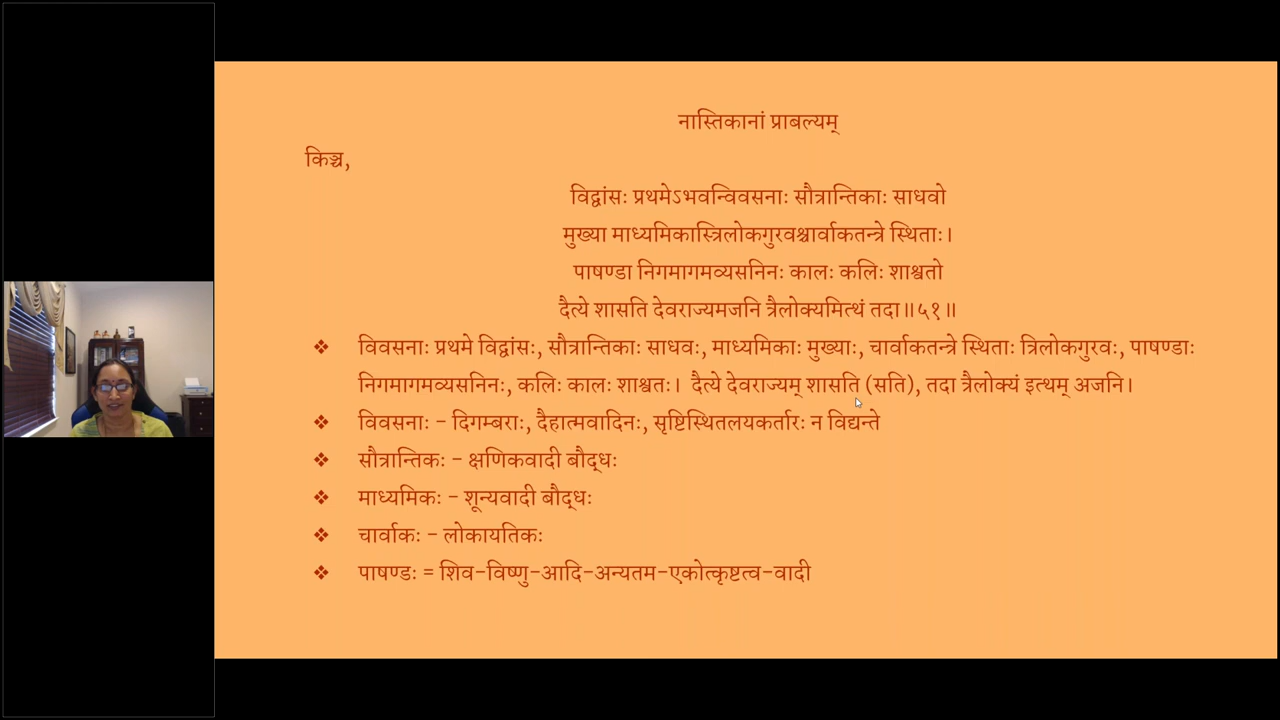 नास्तिकानां प्राबल्यम्
किञ्च,
विद्वांसः प्रथमेऽभवन्विवसनाः सौत्रान्तिकाः साधवो
मुख्या माध्यमिकास्त्रिलोकगुरवश्चार्वाकतन्त्रे स्थिताः।
पाषण्डा निगमागमव्यसनिनः कालः कलिः शाश्वतो
दैत्ये शासति देवराज्यमजनि त्रैलोक्यमित्थं तदा॥५१॥
❖ विवसनाः प्रथमे विद्वांसः, सौत्रान्तिकाः साधवः, माध्यमिकाः मुख्याः, चार्वाकतन्त्रे स्थिताः त्रिलोकगुरवः, पाषण्डाः
निगमागमव्यसनिनः, कलिः कालः शाश्वतः। दैत्ये देवराज्यम् शासति (सति), तदा त्रैलोक्यं इत्थम् अजनि।
❖ विवसनाः - दिगम्बराः, दैहात्मवादिनः, सृष्टिस्थितलयकर्तारः न विद्यन्ते
❖ सौत्रान्तिकः - क्षणिकवादी बौद्धः
❖ माध्यमिकः - शून्यवादी बौद्धः
❖ चार्वाकः - लोकायतिकः
❖ पाषण्डः = शिव-विष्णु-आदि-अन्यतम-एकोत्कृष्टत्व-वादी